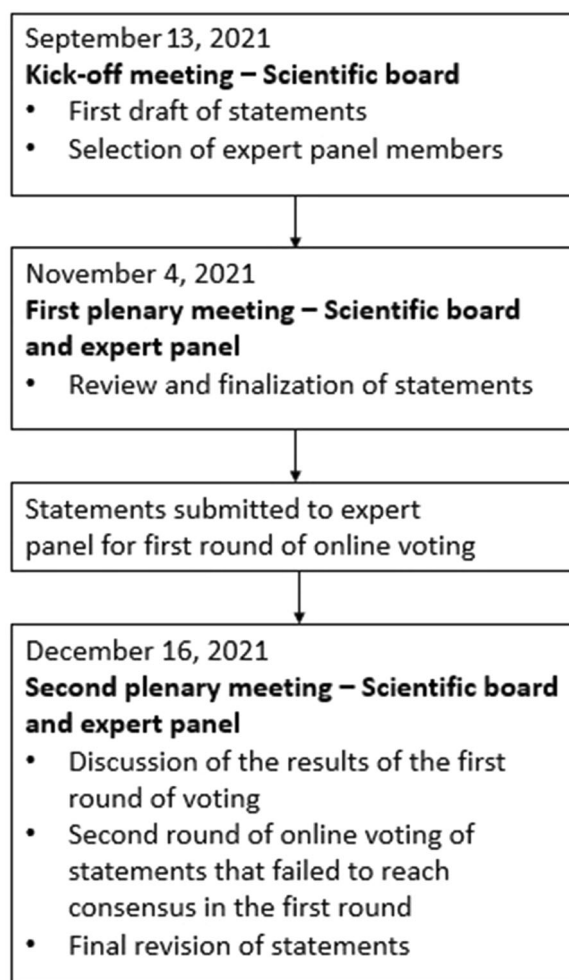 September 13, 2021
Kick-off meeting – Scientific board
• First draft of statements
• Selection of expert panel members
November 4, 2021
First plenary meeting – Scientific board
and expert panel
• Review and finalization of statements
Statements submitted to expert
panel for first round of online voting
December 16, 2021
Second plenary meeting – Scientific board
and expert panel
• Discussion of the results of the first
round of voting
• Second round of online voting of
statements that failed to reach
consensus in the first round
• Final revision of statements